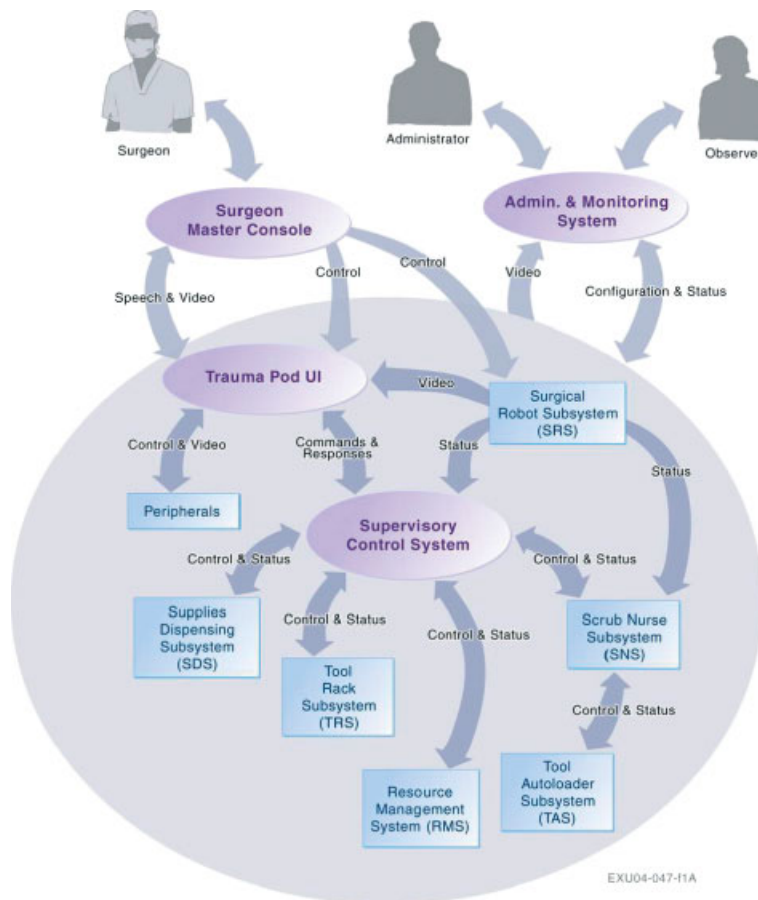 Surgeon
Administrator
Observe
Surgeon
Master Console
Admin. & Monitoring
System
Control
Control
Video
Speech & Video
Configuration & Status
Trauma Pod UI
Video
Surgical
Robot Subsystem
(SRS)
Control & Video
Commands &
Responses
Status
Status
Peripherals
Supervisory
Control System
Control & Status
Control & Status
Supplies
Dispensing
Subsystem
(SDS)
Control & Status
Control & Status
Scrub Nurse
Subsystem
(SNS)
Tool
Rack
Subsystem
(TRS)
Control & Status
Resource
Management
System (RMS)
Tool
Autoloader
Subsystem
(TAS)
EXU04-047-f1A